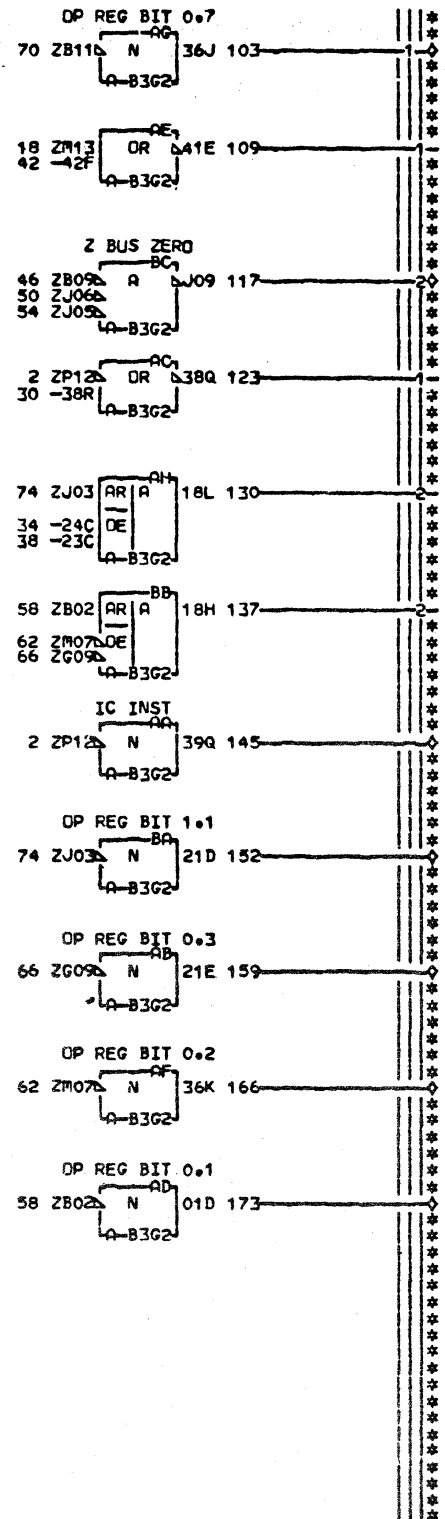 OP REG BIT 0.7
AG
70 ZB11 N 36J 103 1
A-B3G2
AE
18 ZM13 OR 41E 109 1
42 -42F
A-B3G2
Z BUS ZERO
BC
46 ZB09 A J09 117 2
50 ZJ06
54 ZJ05
A-B3G2
AC
2 ZP12 OR 38Q 123 1
30 -38R
A-B3G2
AH
74 ZJ03 AR A 18L 130 2
34 -24C OE
38 -23C
A-B3G2
BB
58 ZB02 AR A 18H 137 2
62 ZM07 OE
66 ZG09
A-B3G2
IC INST
AA
2 ZP12 N 39Q 145
A-B3G2
OP REG BIT 1.1
BA
74 ZJ03 N 21D 152
A-B3G2
OP REG BIT 0.3
AB
66 ZG09 N 21E 159
A-B3G2
OP REG BIT 0.2
AF
62 ZM07 N 36K 166
A-B3G2
OP REG BIT 0.1
AD
58 ZB02 N 01D 173
A-B3G2